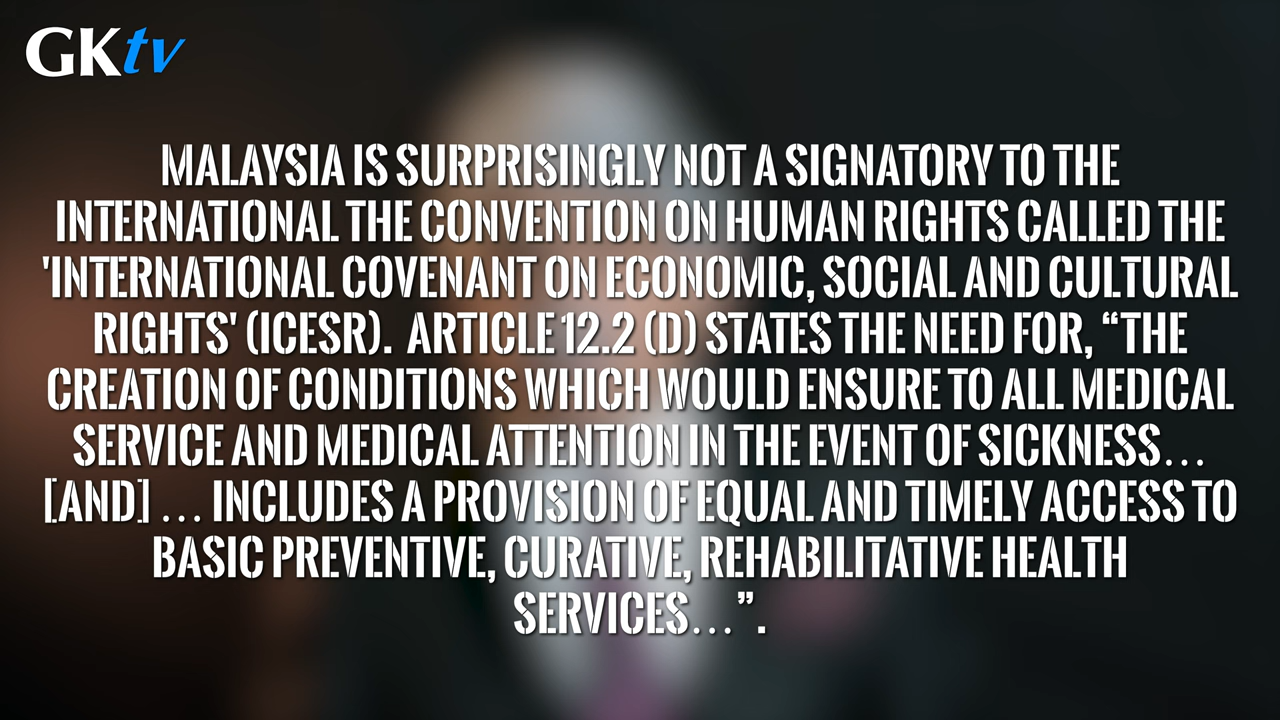 GKtv
MALAYSIA IS SURPRISINGLY NOT A SIGNATORY TO THE
INTERNATIONAL THE CONVENTION ON HUMAN RIGHTS CALLED THE
'INTERNATIONAL COVENANT ON ECONOMIC, SOCIAL AND CULTURAL
RIGHTS' (ICESR). ARTICLE 12.2 (D) STATES THE NEED FOR, “THE
CREATION OF CONDITIONS WHICH WOULD ENSURE TO ALL MEDICAL
SERVICE AND MEDICAL ATTENTION IN THE EVENT OF SICKNESS...
[AND] ... INCLUDES A PROVISION OF EQUAL AND TIMELY ACCESS TO
BASIC PREVENTIVE, CURATIVE, REHABILITATIVE HEALTH
SERVICES...”.